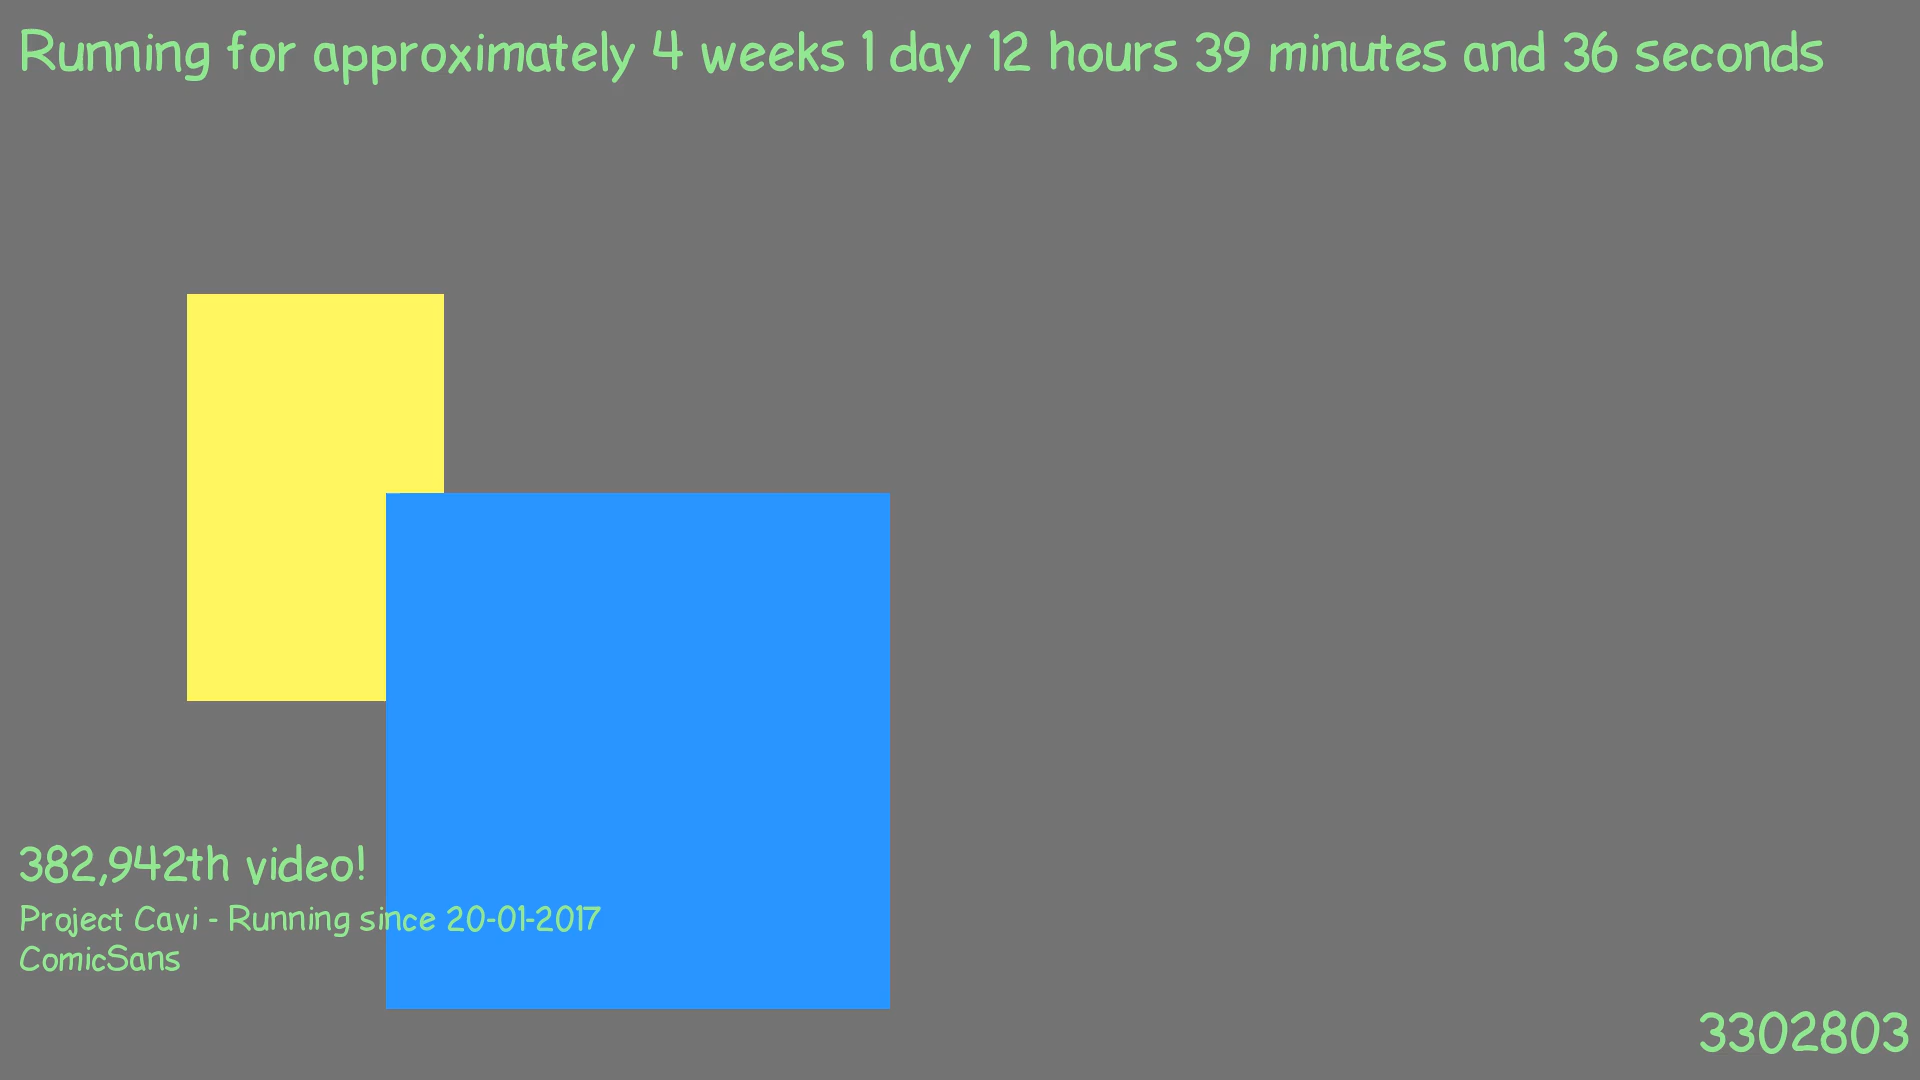 Running for approximately 4 weeks 1 day 12 hours 39 minutes and 36 seconds
382,942th video!
Project Cavi - Running since 20-01-2017
ComicSans
3302803